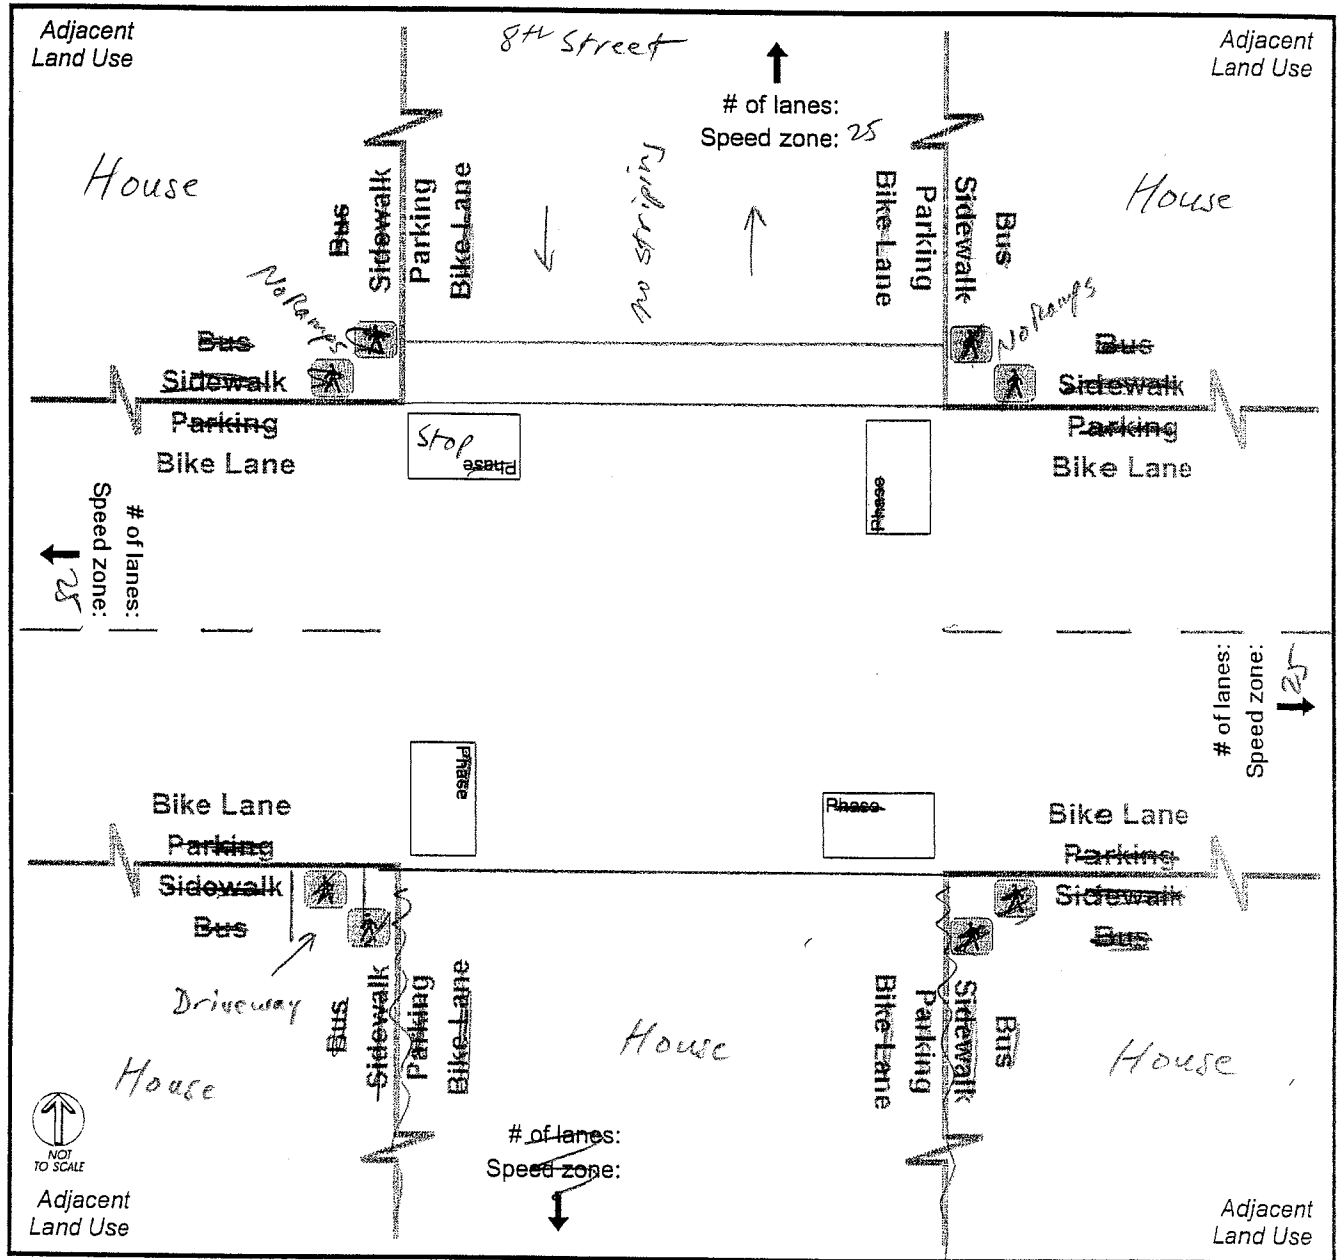 Adjacent
Land Use
8th Street
Adjacent
Land Use
# of lanes:
Speed zone: 25
House
House
Bus
Sidewalk
Parking
Bike Lane
no striping
Bike Lane
Parking
Sidewalk
Bus
No Ramps
No Ramps
Bus
Sidewalk
Parking
Bike Lane
Bus
Sidewalk
Parking
Bike Lane
Stop
Phase
Phase
# of lanes:
Speed zone:
25
# of lanes:
Speed zone:
25
Phase
Phase
Bike Lane
Parking
Sidewalk
Bus
Bike Lane
Parking
Sidewalk
Bus
Driveway
Bus
Sidewalk
Parking
Bike Lane
House
Bike Lane
Parking
Sidewalk
Bus
House
House
# of lanes:
Speed zone:
NOT
TO SCALE
Adjacent
Land Use
Adjacent
Land Use